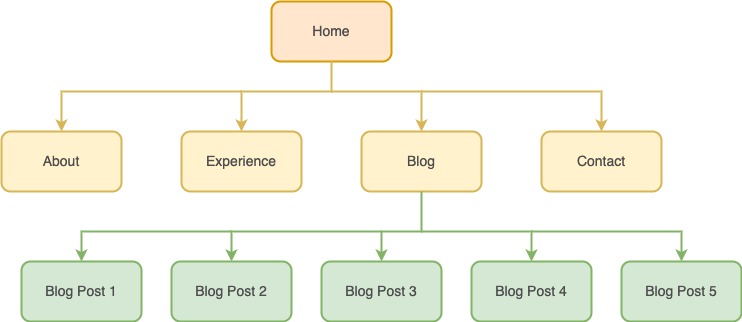 Home
About
Experience
Blog
Contact
Blog Post 1
Blog Post 2
Blog Post 3
Blog Post 4
Blog Post 5